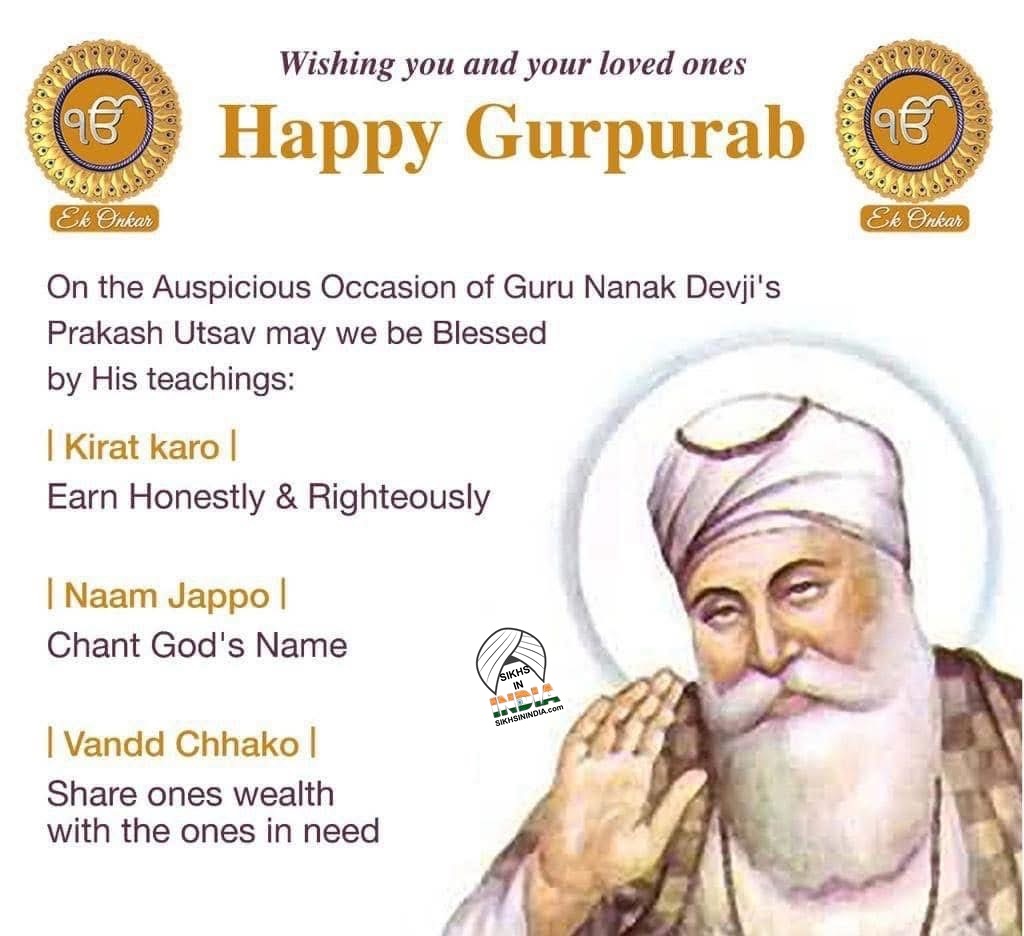 Wishing you and your loved ones
Happy Gurpurab
ੴ
Ek Onkar
ੴ
Ek Onkar
On the Auspicious Occasion of Guru Nanak Devji's
Prakash Utsav may we be Blessed
by His teachings:
| Kirat karo |
Earn Honestly & Righteously
| Naam Jappo |
Chant God's Name
| Vandd Chhako |
Share ones wealth
with the ones in need
SIKHS
IN
INDIA
SIKHSININDIA.com